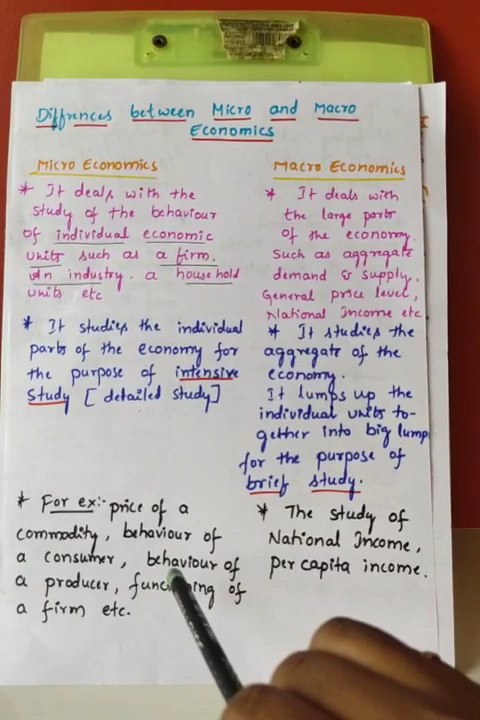 Diffrences between Micro and Macro
Economics
Micro Economics
* It deals with the
study of the behaviour
of individual economic
units such as a firm,
an industry, a household
units etc
* It studies the individual
parts of the economy for
the purpose of intensive
study [detailed study]
* For ex:- price of a
commodity, behaviour of
a consumer, behaviour of
a producer, of
a firm etc.
Macro Economics
* It deals with
the large parts
of the economy.
Such as aggregate
demand & supply,
General price level,
National Income etc
* It studies the
aggregate of the
economy.
It lumps up the
individual units to-
gether into big lump
for the purpose of
brief study.
* The study of
National Income,
per capita income.